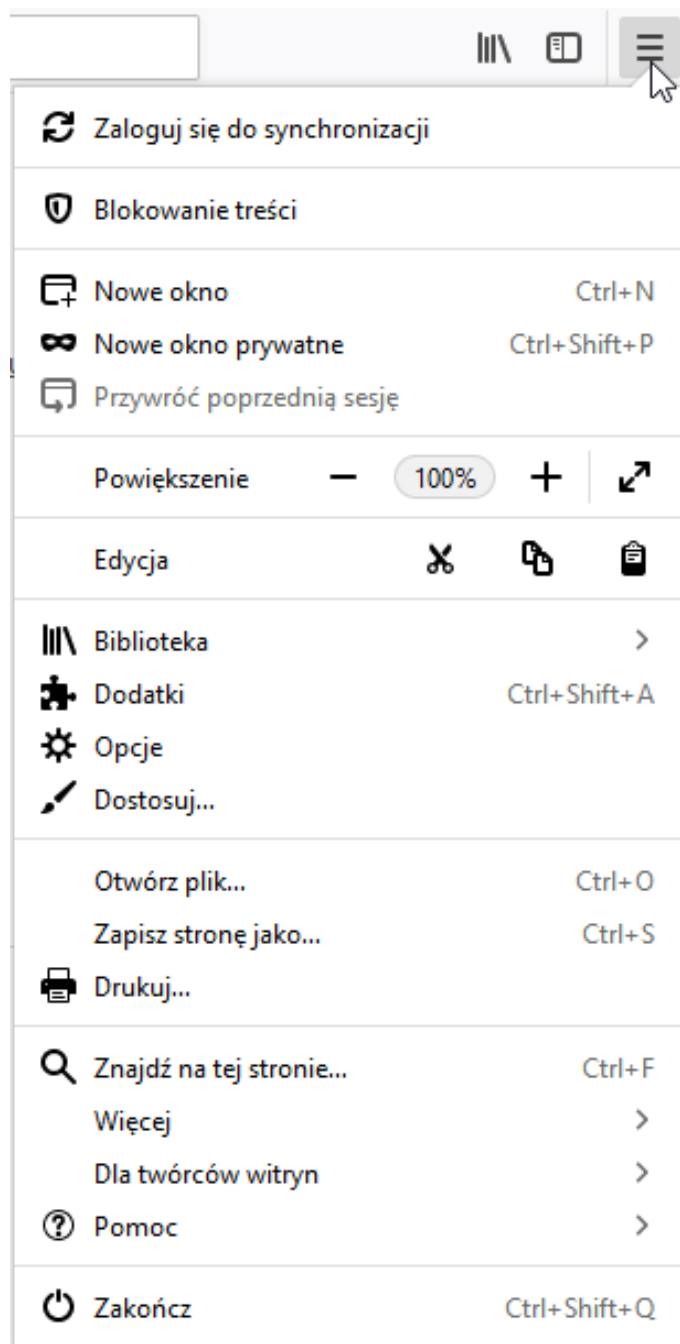 Zaloguj się do synchronizacji
Blokowanie treści
Nowe okno Ctrl+N
Nowe okno prywatne Ctrl+Shift+P
Przywróć poprzednią sesję
Powiększenie 100%
Edycja
Biblioteka
Dodatki Ctrl+Shift+A
Opcje
Dostosuj...
Otwórz plik... Ctrl+O
Zapisz stronę jako... Ctrl+S
Drukuj...
Znajdź na tej stronie... Ctrl+F
Więcej
Dla twórców witryn
Pomoc
Zakończ Ctrl+Shift+Q